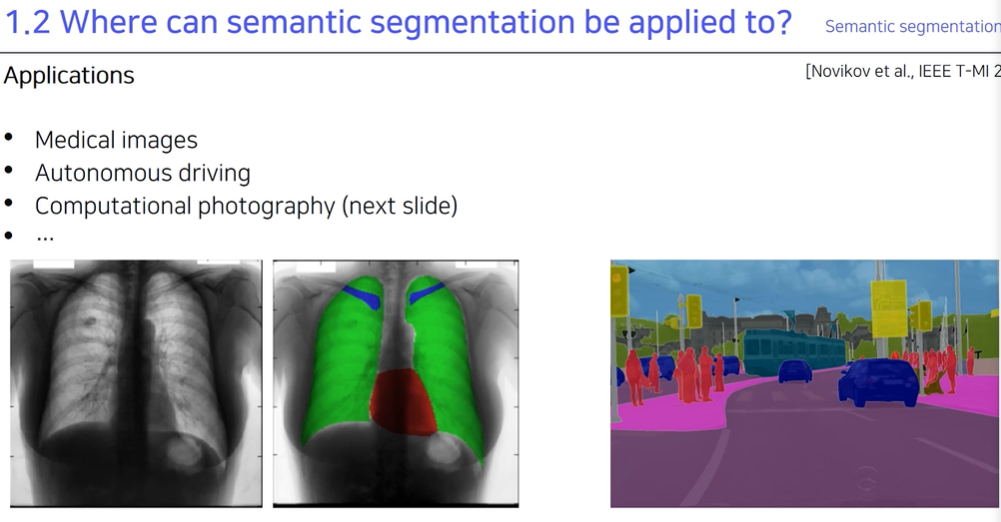 1.2 Where can semantic segmentation be applied to?
Semantic segmentation
Applications
[Novikov et al., IEEE T-MI 2
• Medical images
• Autonomous driving
• Computational photography (next slide)
• ...